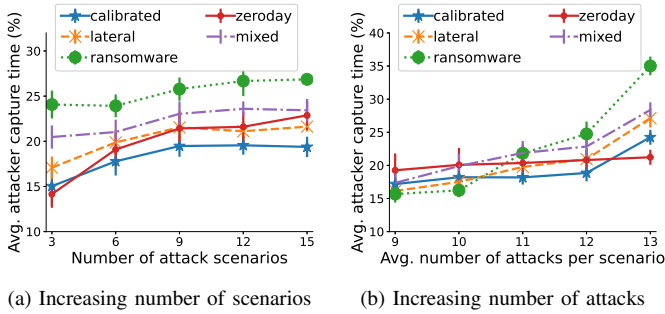 calibrated
zeroday
lateral
mixed
ransomware
Avg. attacker capture time (%)
30
25
20
15
10
3
6
9
12
15
Number of attack scenarios
(a) Increasing number of scenarios
calibrated
zeroday
lateral
mixed
ransomware
Avg. attacker capture time (%)
40
35
30
25
20
15
10
9
10
11
12
13
Avg. number of attacks per scenario
(b) Increasing number of attacks